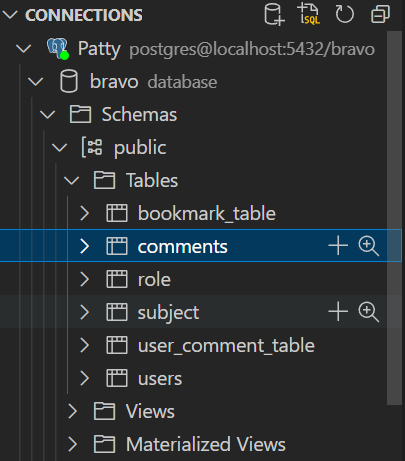 CONNECTIONS SQL
Patty postgres@localhost:5432/bravo
bravo database
Schemas
public
Tables
bookmark_table
comments
role
subject
user_comment_table
users
Views
Materialized Views